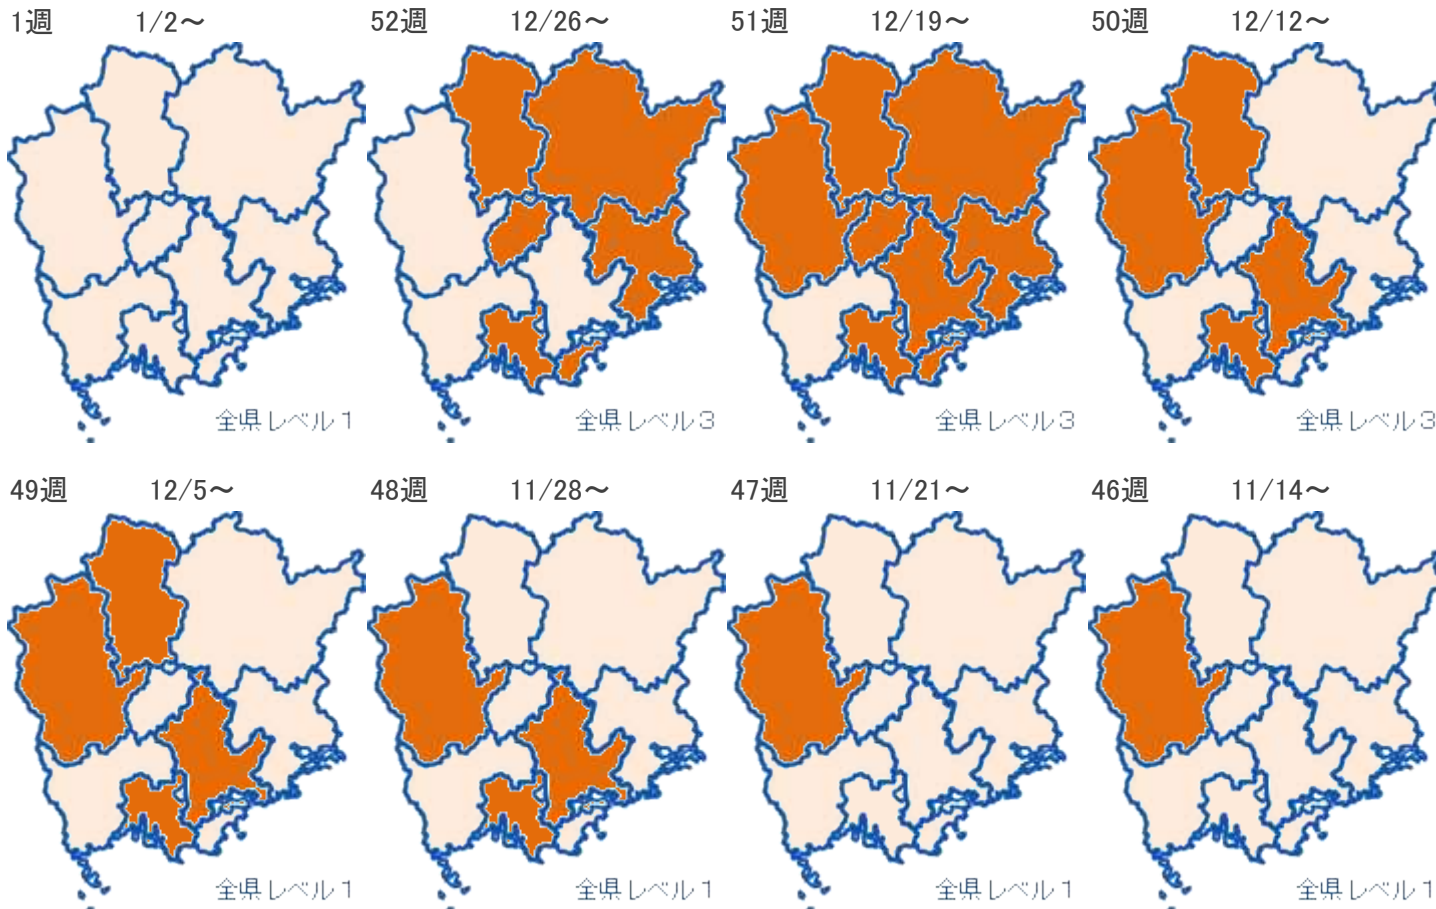 1週 1/2～ 52週 12/26～ 51週 12/19～ 50週 12/12～
全県レベル1 全県レベル3 全県レベル3 全県レベル3
49週 12/5～ 48週 11/28～ 47週 11/21～ 46週 11/14～
全県レベル1 全県レベル1 全県レベル1 全県レベル1